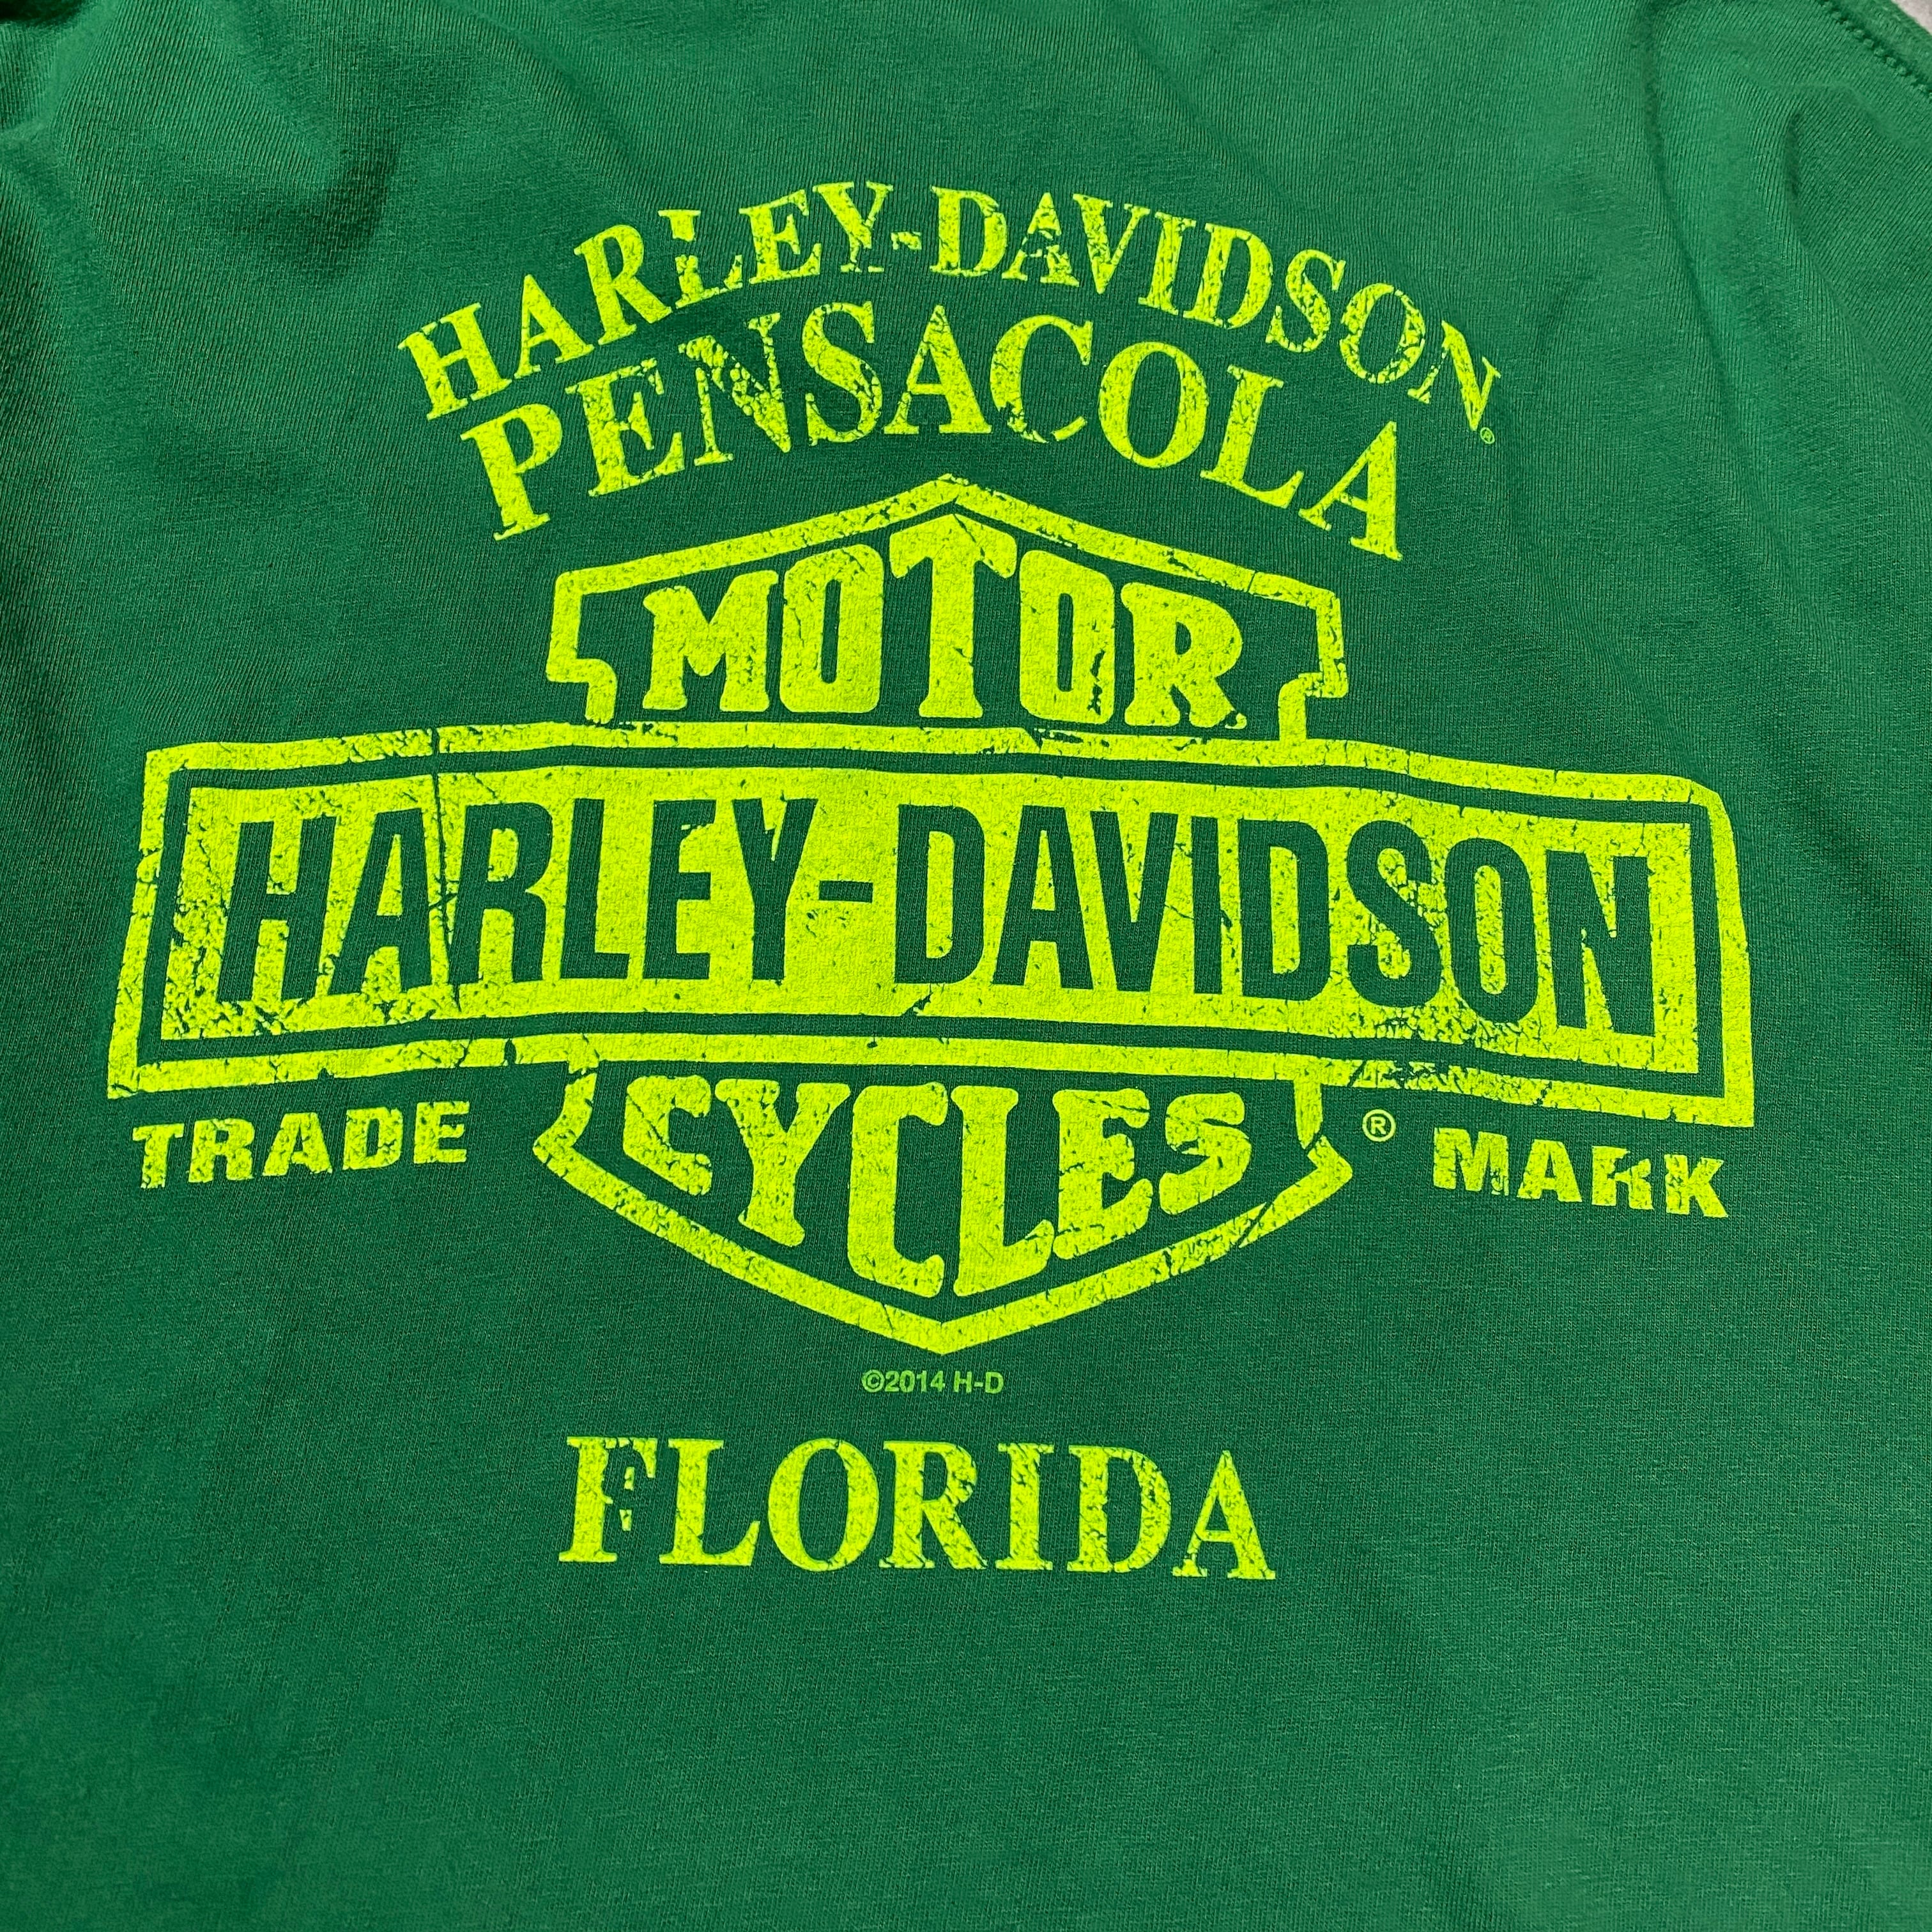 HARLEY-DAVIDSON®
PENSACOLA
MOTOR
HARLEY-DAVIDSON
CYCLES
TRADE ® MARK
©2014 H-D
FLORIDA